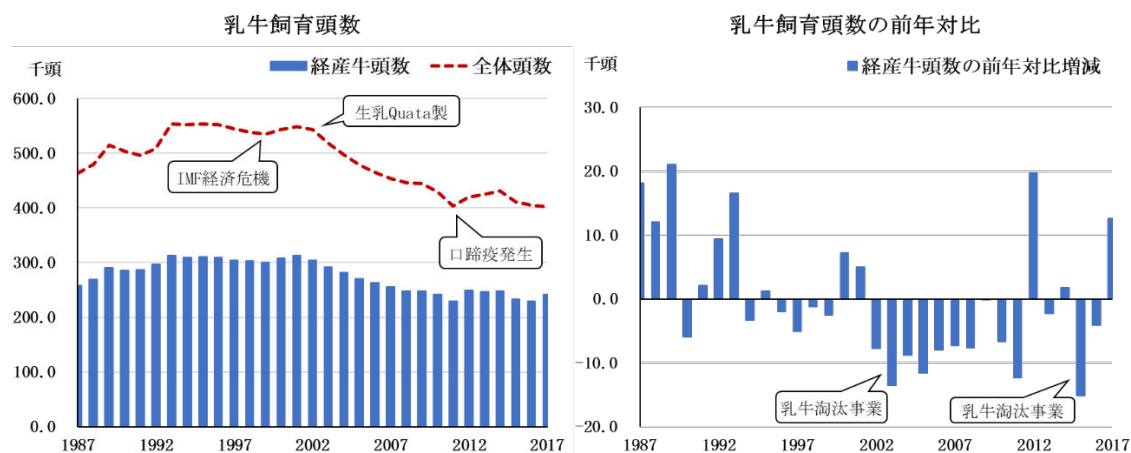 乳牛飼育頭数
千頭
経産牛頭数
全体頭数
600.0
500.0
400.0
300.0
200.0
100.0
0.0
生乳Quata製
IMF経済危機
口蹄疫発生
1987 1992 1997 2002 2007 2012 2017
乳牛飼育頭数の前年対比
千頭
経産牛頭数の前年対比増減
30.0
20.0
10.0
0.0
-10.0
-20.0
乳牛淘汰事業
乳牛淘汰事業
1987 1992 1997 2002 2007 2012 2017